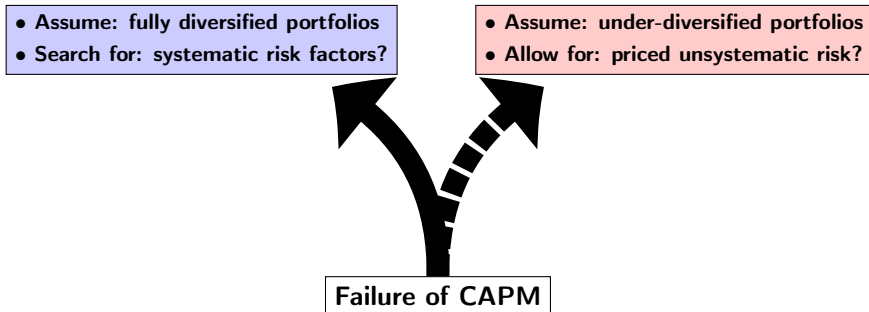 • Assume: fully diversified portfolios
• Search for: systematic risk factors?
• Assume: under-diversified portfolios
• Allow for: priced unsystematic risk?
Failure of CAPM